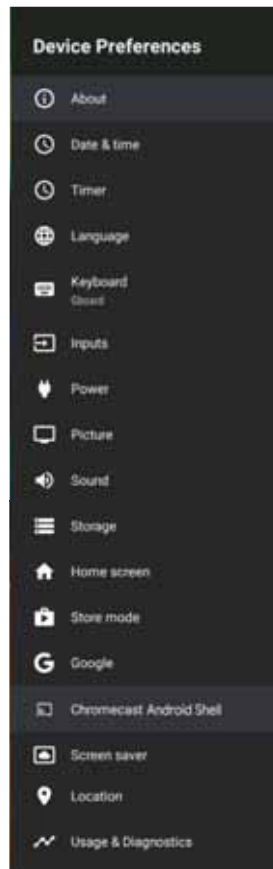 Device Preferences
About
Date & time
Timer
Language
Keyboard
Gboard
Inputs
Power
Picture
Sound
Storage
Home screen
Store mode
Google
Chromecast Android Shell
Screen saver
Location
Usage & Diagnostics